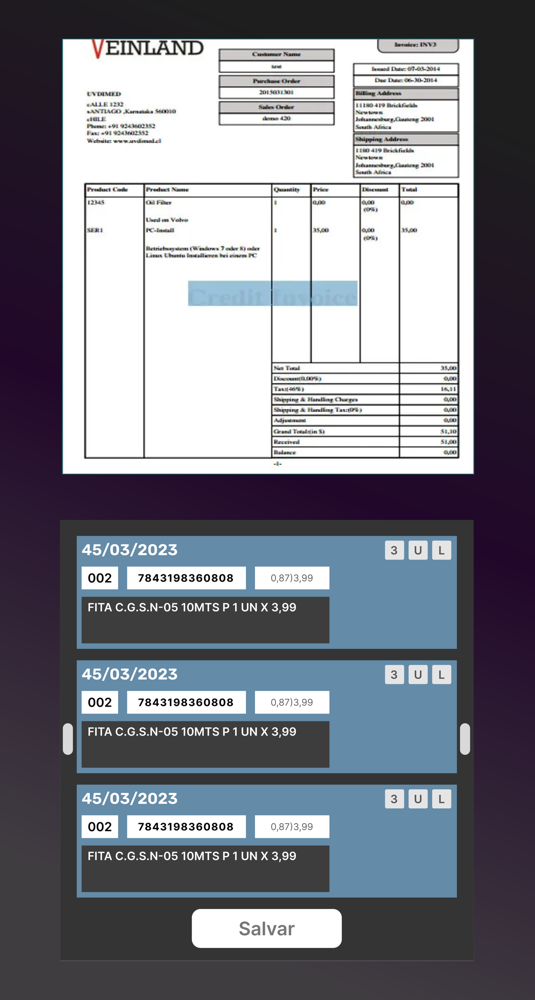 VEINLAND
Invoice: INV3
Customer Name
test
Purchase Order
2015031301
Sales Order
demo 420
Issued Date: 07-03-2014
Due Date: 06-30-2014
UVDIMED
cALLE 1232
sANTIAGO ,Karnataka 560010
cHILE
Phone: +91 9243602352
Fax: +91 9243602352
Website: www.uvdimed.cl
Billing Address
11180 419 Brickfields
Newtown
Johannesburg,Gauteng 2001
South Africa
Shipping Address
1180 419 Brickfields
Newtown
Johannesburg,Gauteng 2001
South Africa
Product Code Product Name Quantity Price Discount Total
12345 Oil Filter 1 0,00 0,00 0,00
(0%)
Used on Volvo
SER1 PC-Install 1 35,00 0,00 35,00
(0%)
Betriebssystem (Windows 7 oder 8) oder
Linux Ubuntu Installieren bei einem PC
Credit Invoice
Net Total 35,00
Discount(0.00%) 0,00
Tax:(46%) 16,11
Shipping & Handling Charges 0,00
Shipping & Handling Tax:(0%) 0,00
Adjustment 0,00
Grand Total:(in $) 51,10
Received 51,00
Balance 0,00
-1-
45/03/2023 3 U L
002 7843198360808 0,87)3,99
FITA C.G.S.N-05 10MTS P 1 UN X 3,99
45/03/2023 3 U L
002 7843198360808 0,87)3,99
FITA C.G.S.N-05 10MTS P 1 UN X 3,99
45/03/2023 3 U L
002 7843198360808 0,87)3,99
FITA C.G.S.N-05 10MTS P 1 UN X 3,99
Salvar